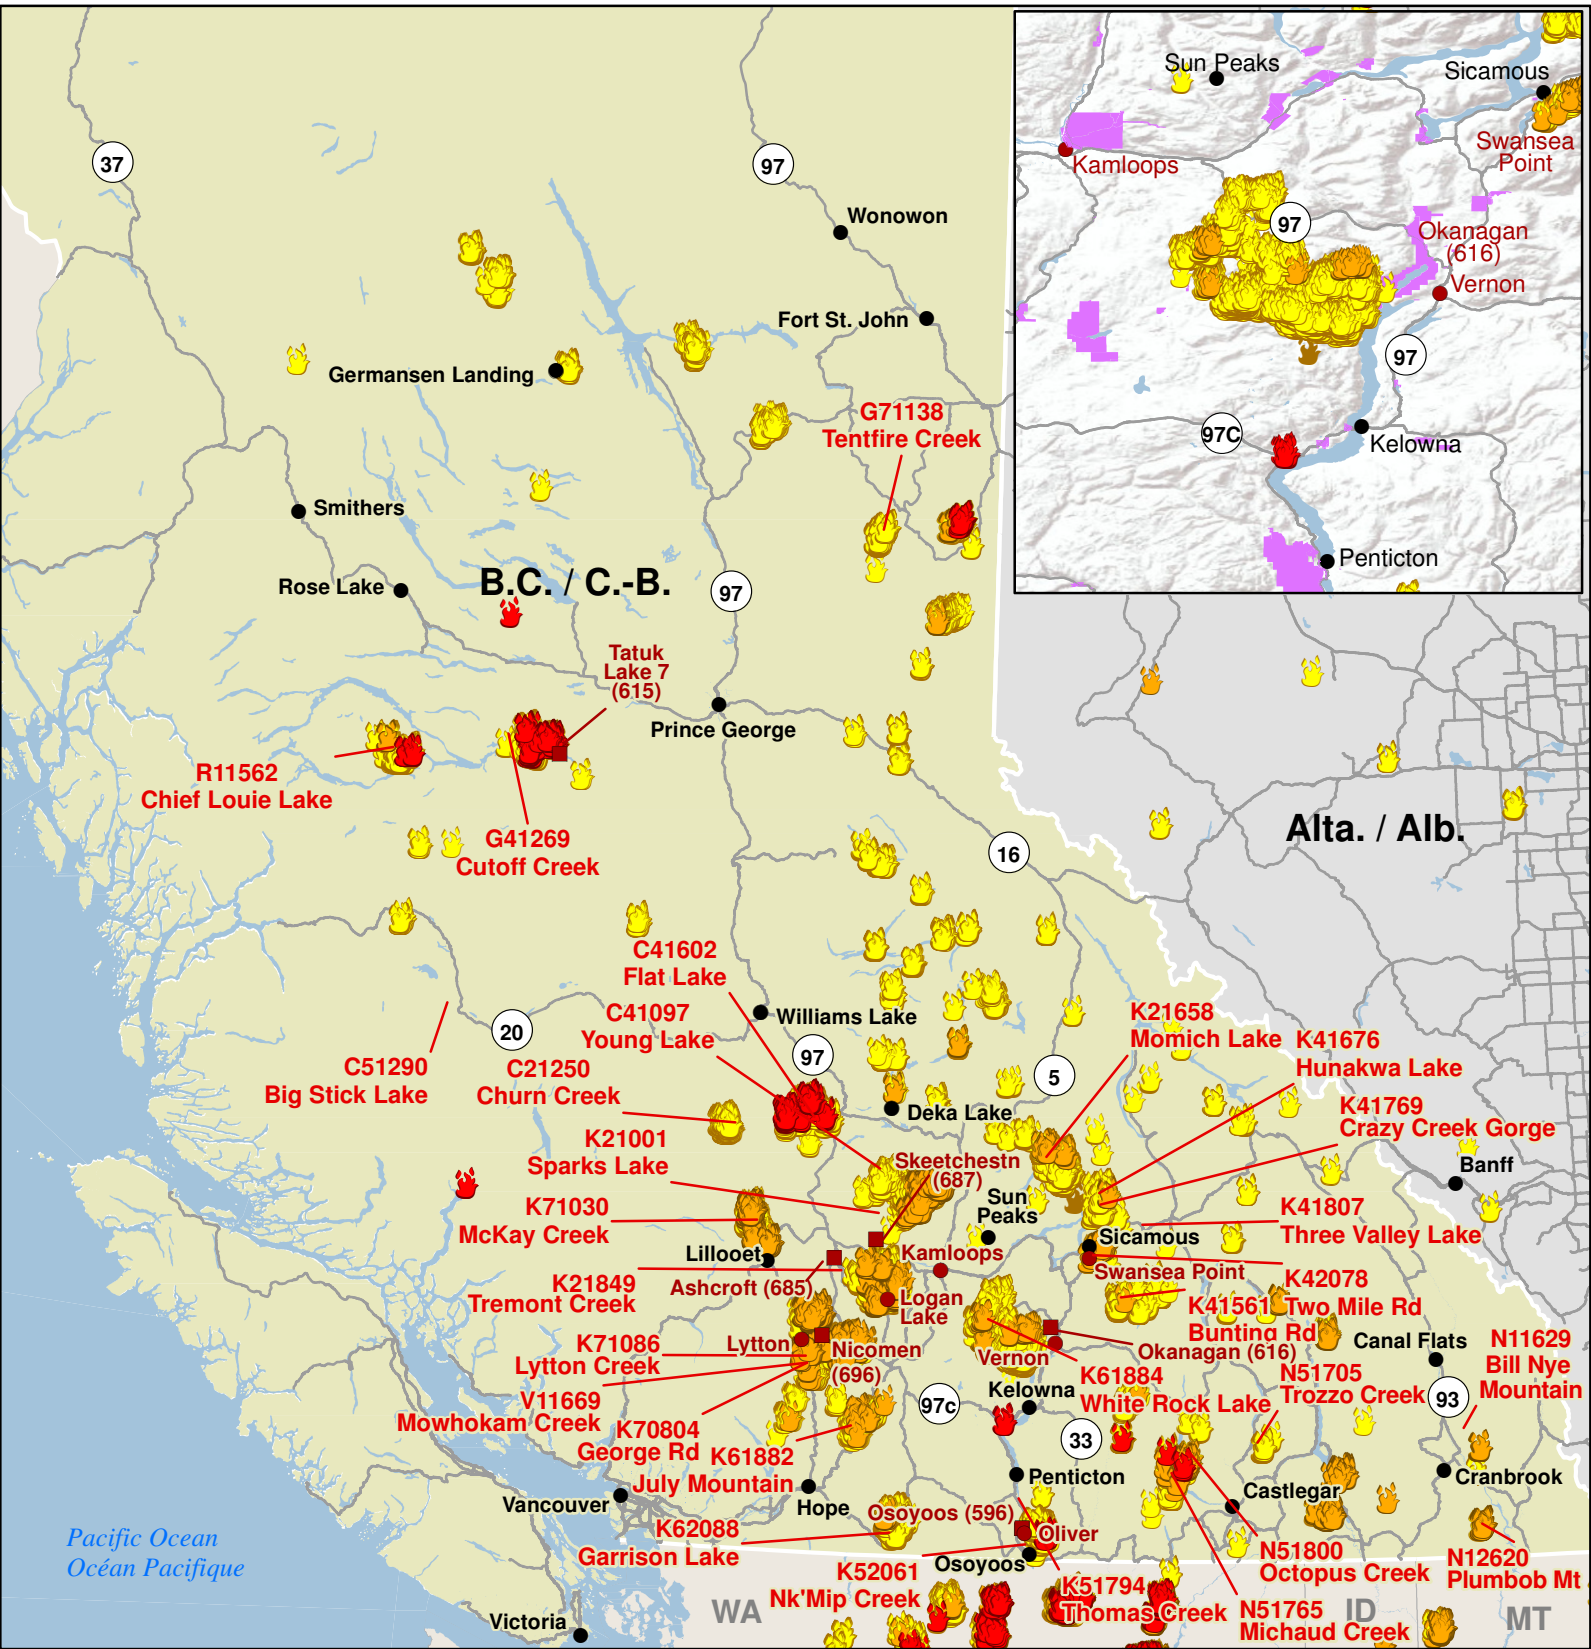 Sun Peaks
Sicamous
Swansea
Point
Kamloops
97
Okanagan
(616)
Vernon
97
97C
Kelowna
Penticton
37
97
Wonowon
Fort St. John
Germansen Landing
G71138
Tentfire Creek
Smithers
Rose Lake
B.C. / C.-B.
97
Tatuk
Lake 7
(615)
Prince George
R11562
Chief Louie Lake
G41269
Cutoff Creek
16
Alta. / Alb.
C41602
Flat Lake
C41097
Young Lake
Williams Lake
20
97
C51290
Big Stick Lake
C21250
Churn Creek
5
K21658
Momich Lake
K41676
Hunakwa Lake
K41769
Crazy Creek Gorge
Deka Lake
K21001
Sparks Lake
Skeetchestn
(687)
Sun
Peaks
Banff
K71030
McKay Creek
K41807
Three Valley Lake
Lillooet
Kamloops
Sicamous
Swansea Point
K21849
Tremont Creek
Ashcroft (685)
Logan
Lake
K42078
Two Mile Rd
K41561
Bunting Rd
K71086
Lytton Creek
Lytton
Nicomen
(696)
Vernon
Okanagan (616)
Canal Flats
N11629
Bill Nye
Mountain
V11669
Mowhokam Creek
97c
Kelowna
K61884
White Rock Lake
N51705
Trozzo Creek
93
K70804
George Rd
K61882
July Mountain
33
Penticton
Castlegar
Cranbrook
Vancouver
Hope
Osoyoos (596)
Oliver
K62088
Garrison Lake
Osoyoos
N51800
Octopus Creek
N12620
Plumbob Mt
Pacific Ocean
Océan Pacifique
K52061
Nk'Mip Creek
K51794
Thomas Creek
N51765
Michaud Creek
Victoria
WA
ID
MT